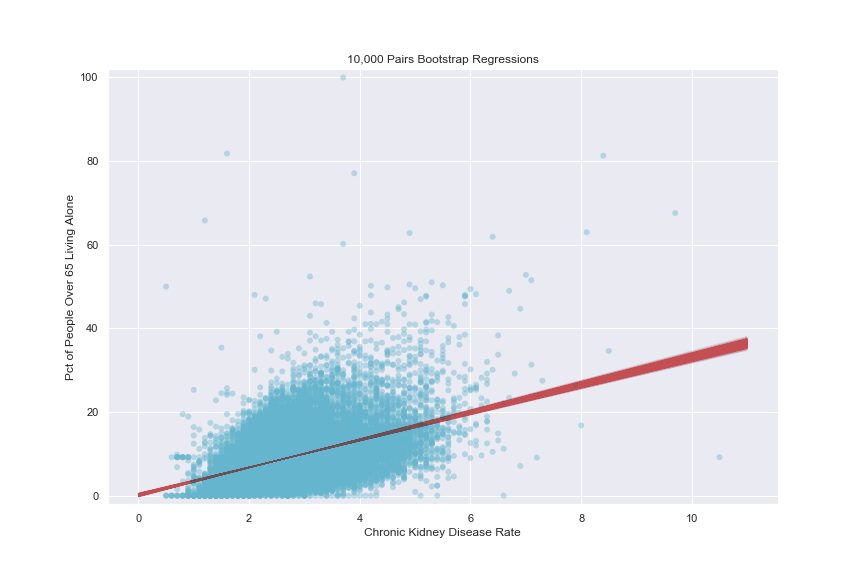 10,000 Pairs Bootstrap Regressions
100
80
60
40
20
0
Pct of People Over 65 Living Alone
0 2 4 6 8 10
Chronic Kidney Disease Rate